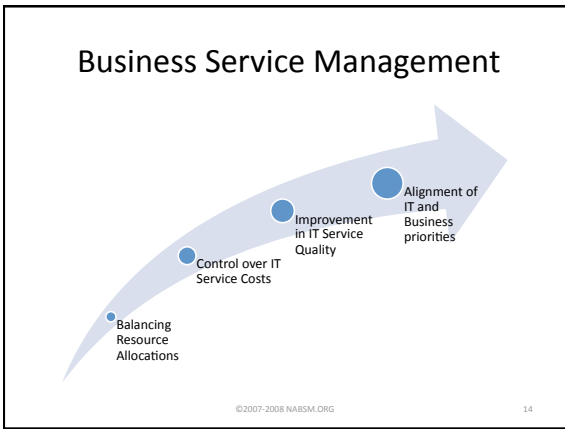 Business Service Management
Alignment of
IT and
Business
priorities
Improvement
in IT Service
Quality
Control over IT
Service Costs
Balancing
Resource
Allocations
©2007-2008 NABSM.ORG
14